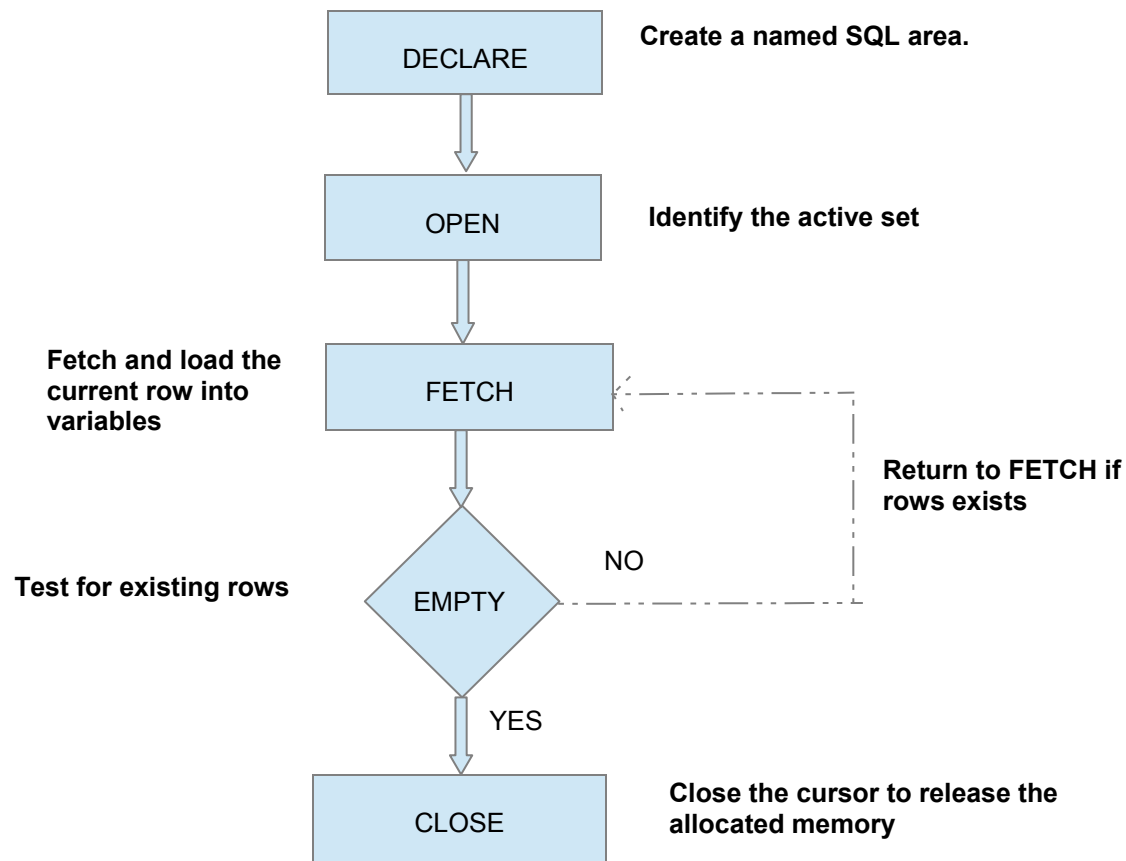 Create a named SQL area.
DECLARE
OPEN
Identify the active set
Fetch and load the
current row into
variables
FETCH
Return to FETCH if
rows exists
NO
Test for existing rows
EMPTY
YES
CLOSE
Close the cursor to release the
allocated memory